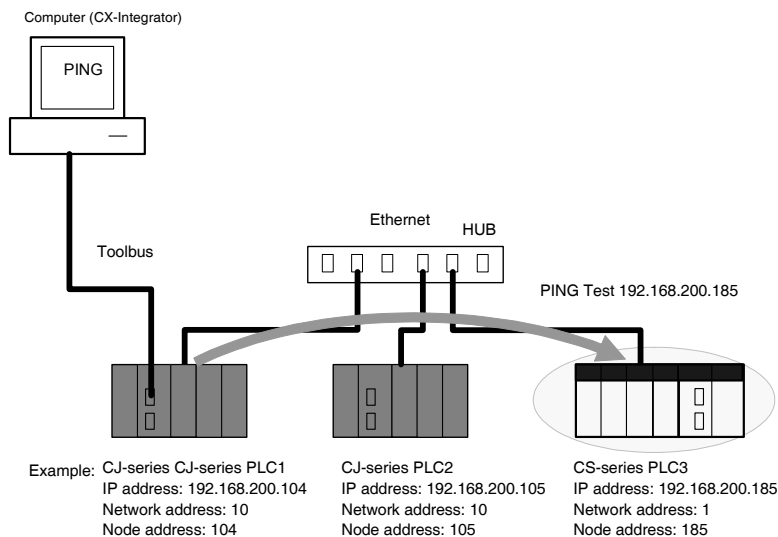 Computer (CX-Integrator)
PING
Ethernet
HUB
Toolbus
PING Test 192.168.200.185
Example: CJ-series CJ-series PLC1
IP address: 192.168.200.104
Network address: 10
Node address: 104
CJ-series PLC2
IP address: 192.168.200.105
Network address: 10
Node address: 105
CS-series PLC3
IP address: 192.168.200.185
Network address: 1
Node address: 185